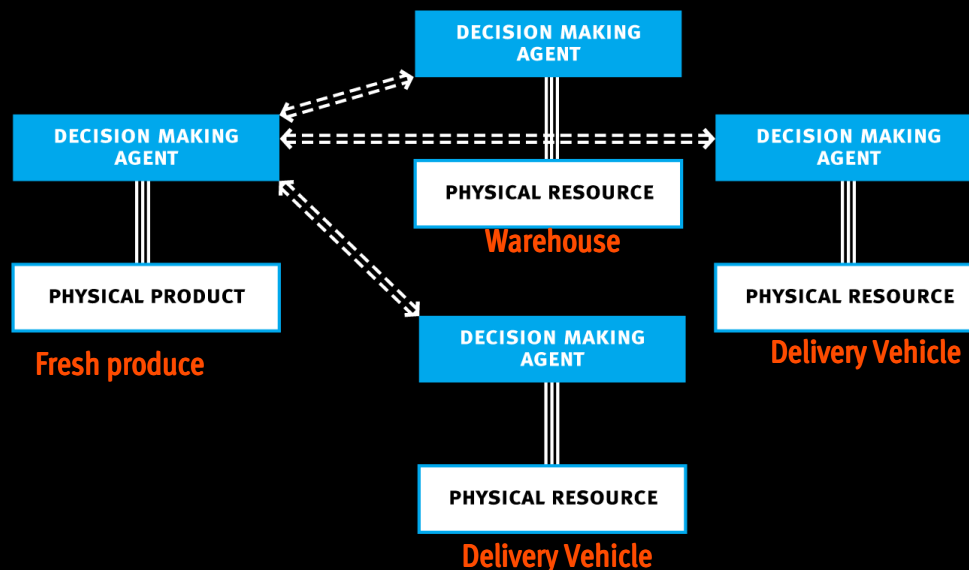 DECISION MAKING
AGENT
DECISION MAKING
AGENT
DECISION MAKING
AGENT
PHYSICAL RESOURCE
Warehouse
PHYSICAL PRODUCT
PHYSICAL RESOURCE
Fresh produce
DECISION MAKING
AGENT
Delivery Vehicle
PHYSICAL RESOURCE
Delivery Vehicle